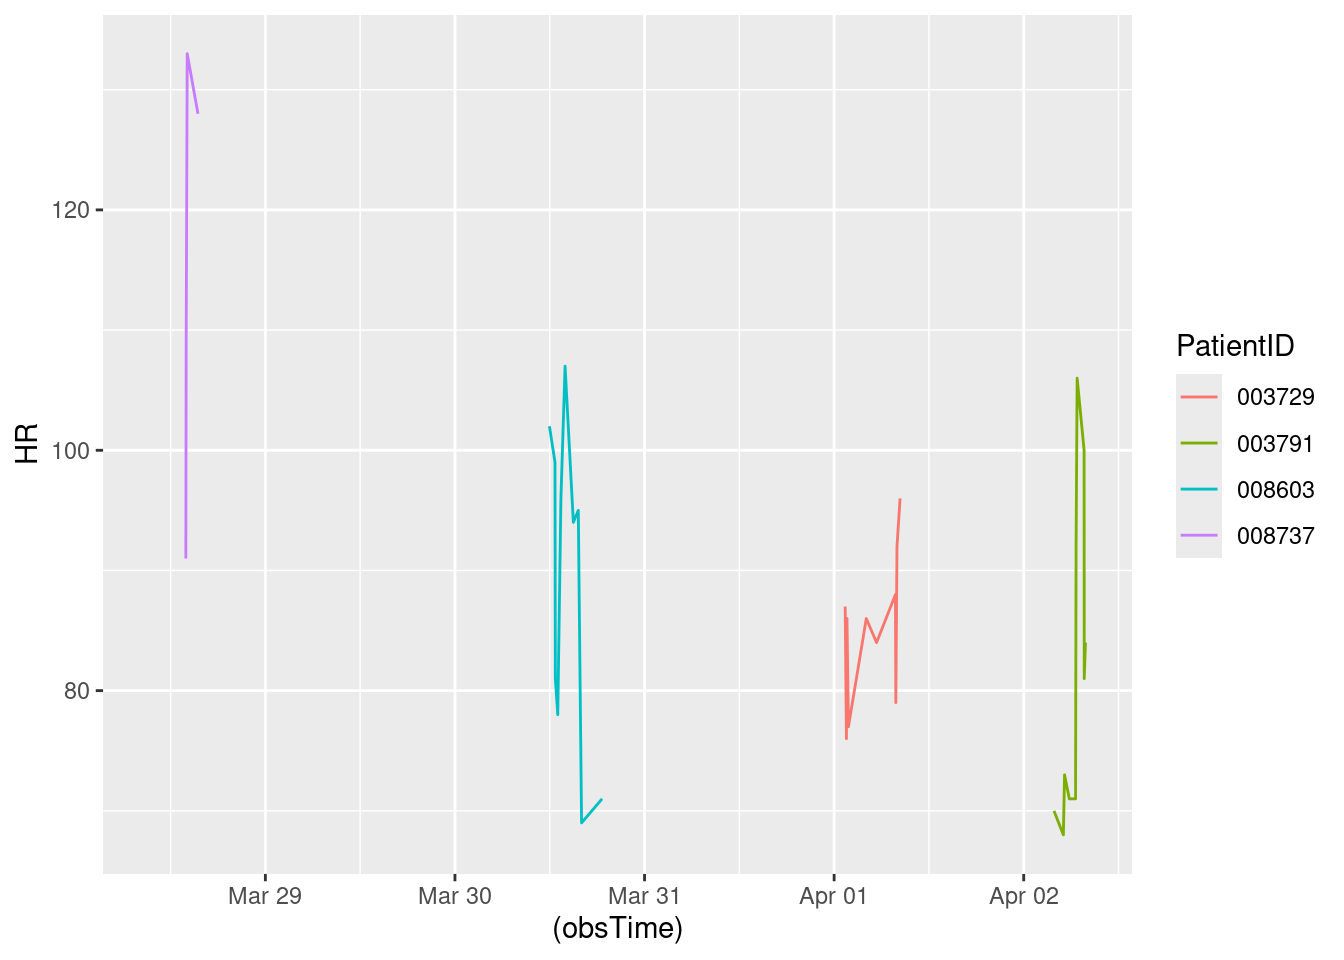 120
100
80
HR
Mar 29
Mar 30
Mar 31
Apr 01
Apr 02
(obsTime)
PatientID
003729
003791
008603
008737